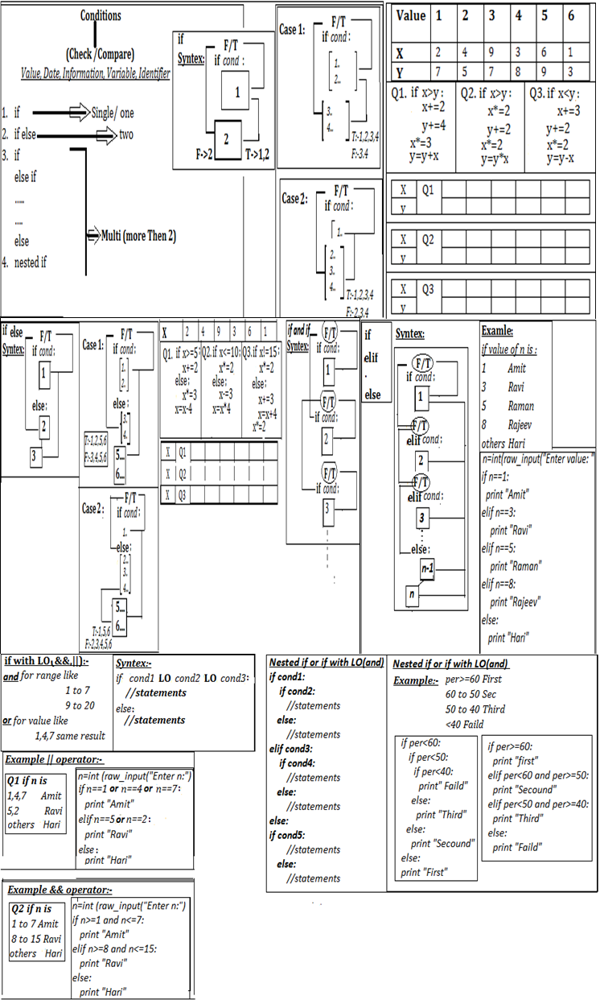 Conditions
(Check /Compare)
Value, Date, Information, Variable, Identifier
1. if Single/ one
2. if else two
3. if
else if
.....
....
else
Multi (more Then 2)
4. nested if
if
Syntex:
F/T
if cond :
1
2
F->2 T->1,2
Case 1:
F/T
if cond :
1..
2...
3..
4...
T:-1,2,3,4
F:-3.4
Case 2:
F/T
if cond :
1..
2..
3..
4...
T:-1,2,3,4
F:-2,3,4
Value 1 2 3 4 5 6
X 2 4 9 3 6 1
Y 7 5 7 8 9 3
Q1. if x>y:
x+=2
y+=4
x*=3
y=y+x
Q2. if x>y:
x*=2
y+=2
x*=2
y=y*x
Q3. if x<y:
x+=3
y+=2
x*=2
y=y-x
X Q1
y
X Q2
y
X Q3
y
if else
Syntex:
F/T
if cond:
1
else:
2
3
Case 1:
F/T
if cond :
1.
2.
else:
3.
4..
T:-1,2,5,6
F:-3,4,5,6
5...
6...
Case 2
F/T
if cond :
1..
else:
2...
3..
4...
5...
6...
T:-1,5,6
F:-2,3,4,5,6
X 2 4 9 3 6 1
Q1. if x>=5:
x+=2
else:
x*=3
x=x-4
Q2.if x<=10:
x*=2
else:
x-=3
x=x*4
Q3.if x!=15:
x*=2
else:
x+=3
x=x+4
x*=2
X Q1
X Q2
X Q3
if and if
Syntex:
F/T
if cond:
1
F/T
if cond:
2
F/T
if cond:
3
if
elif
.
else
Syntex:
F/T
if cond:
1
F/T
elif cond:
2
F/T
elif cond:
3
else:
n-1
n
Examle:
if value of n is :
1 Amit
3 Ravi
5 Raman
8 Rajeev
others Hari
n=int(raw_input("Enter value: "
if n==1:
print "Amit"
elif n==3:
print "Ravi"
elif n==5:
print "Raman"
elif n==8:
print "Rajeev"
else:
print "Hari"
if with LO(&&,||):-
and for range like
1 to 7
9 to 20
or for value like
1,4,7 same result
Syntex:-
if cond1 LO cond2 LO cond3:
//statements
else:
//statements
Example || operator:-
Q1 if n is
1,4,7 Amit
5,2 Ravi
others Hari
n=int (raw_input("Enter n:")
if n==1 or n==4 or n==7:
print "Amit"
elif n==5 or n==2 :
print "Ravi"
else :
print "Hari"
Example && operator:-
Q2 if n is
1 to 7 Amit
8 to 15 Ravi
others Hari
n=int (raw_input("Enter n:")
if n>=1 and n<=7:
print "Amit"
elif n>=8 and n<=15:
print "Ravi"
else:
print "Hari"
Nested if or if with LO(and)
if cond1:
if cond2:
//statements
else:
//statements
elif cond3:
if cond4:
//statements
else:
//statements
else:
if cond5:
//statements
else:
//statements
Nested if or if with LO(and)
Example:- per>=60 First
60 to 50 Sec
50 to 40 Third
<40 Faild
if per<60:
if per<50:
if per<40:
print" Faild
else:
print "Third"
else:
print "Secound"
else:
print "First"
if per>=60:
print "first"
elif per<60 and per>=50:
print "Secound"
elif per<50 and per>=40:
print "Third"
else:
print "Faild"